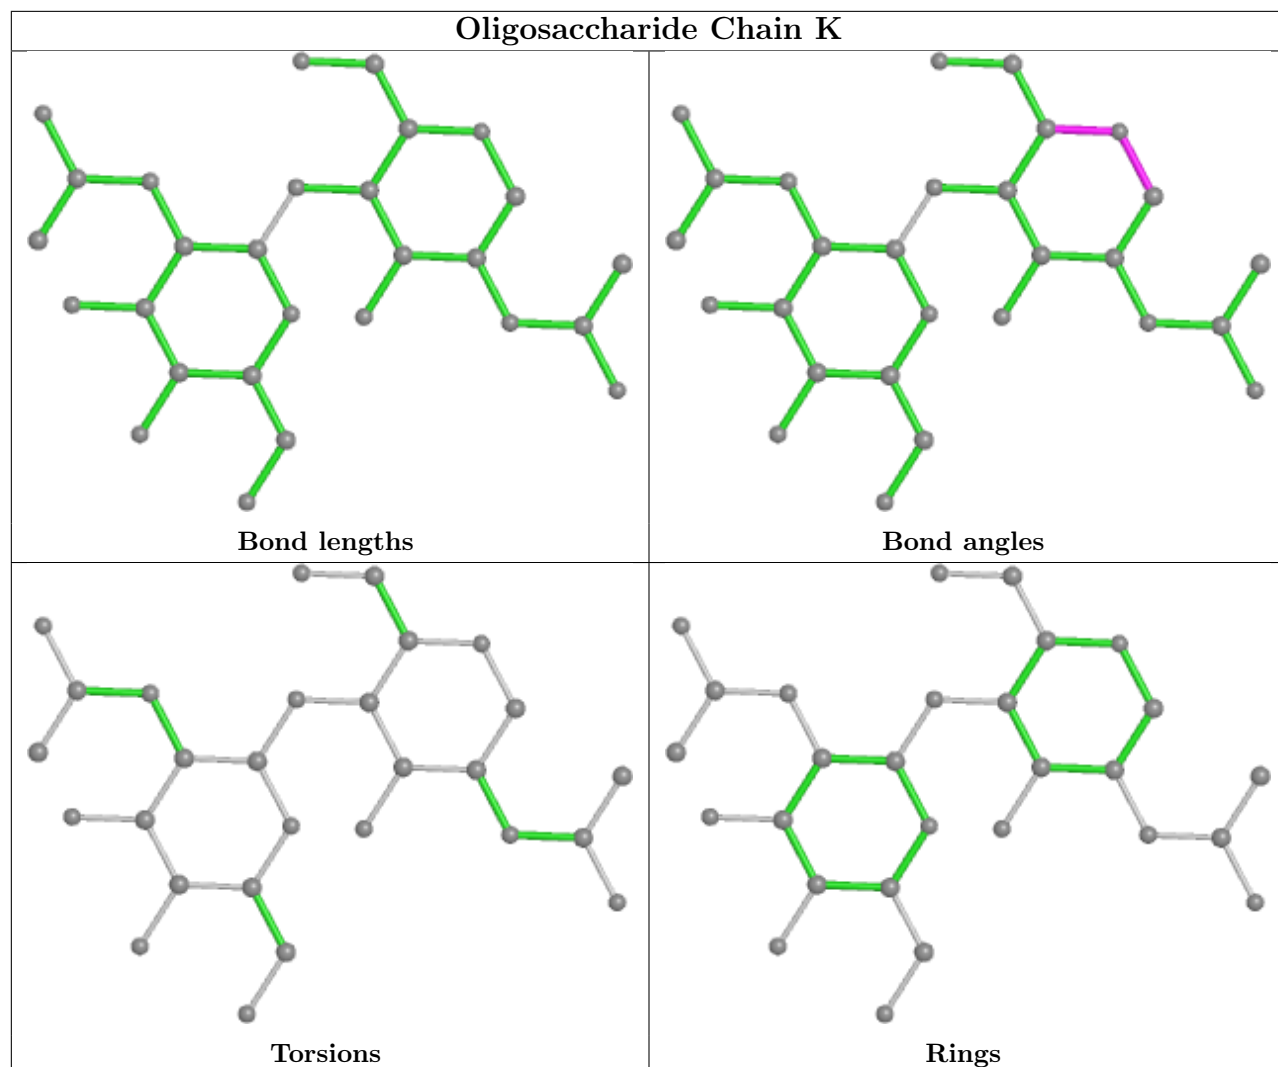 Oligosaccharide Chain K
Bond lengths
Bond angles
Torsions
Rings